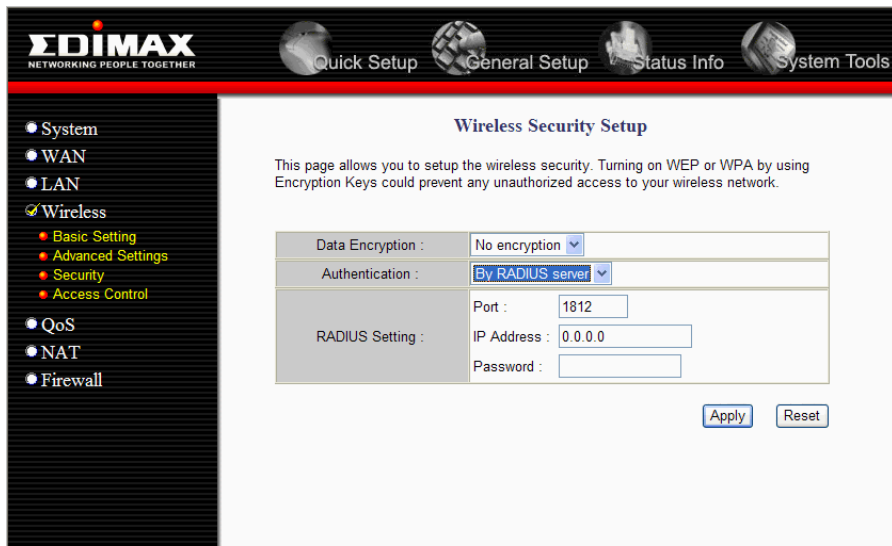 EDIMAX
NETWORKING PEOPLE TOGETHER
Quick Setup
General Setup
Status Info
System Tools
System
WAN
LAN
Wireless
Basic Setting
Advanced Settings
Security
Access Control
QoS
NAT
Firewall
Wireless Security Setup
This page allows you to setup the wireless security. Turning on WEP or WPA by using
Encryption Keys could prevent any unauthorized access to your wireless network.
Data Encryption : No encryption
Authentication : By RADIUS server
RADIUS Setting :
Port : 1812
IP Address : 0.0.0.0
Password :
Apply Reset